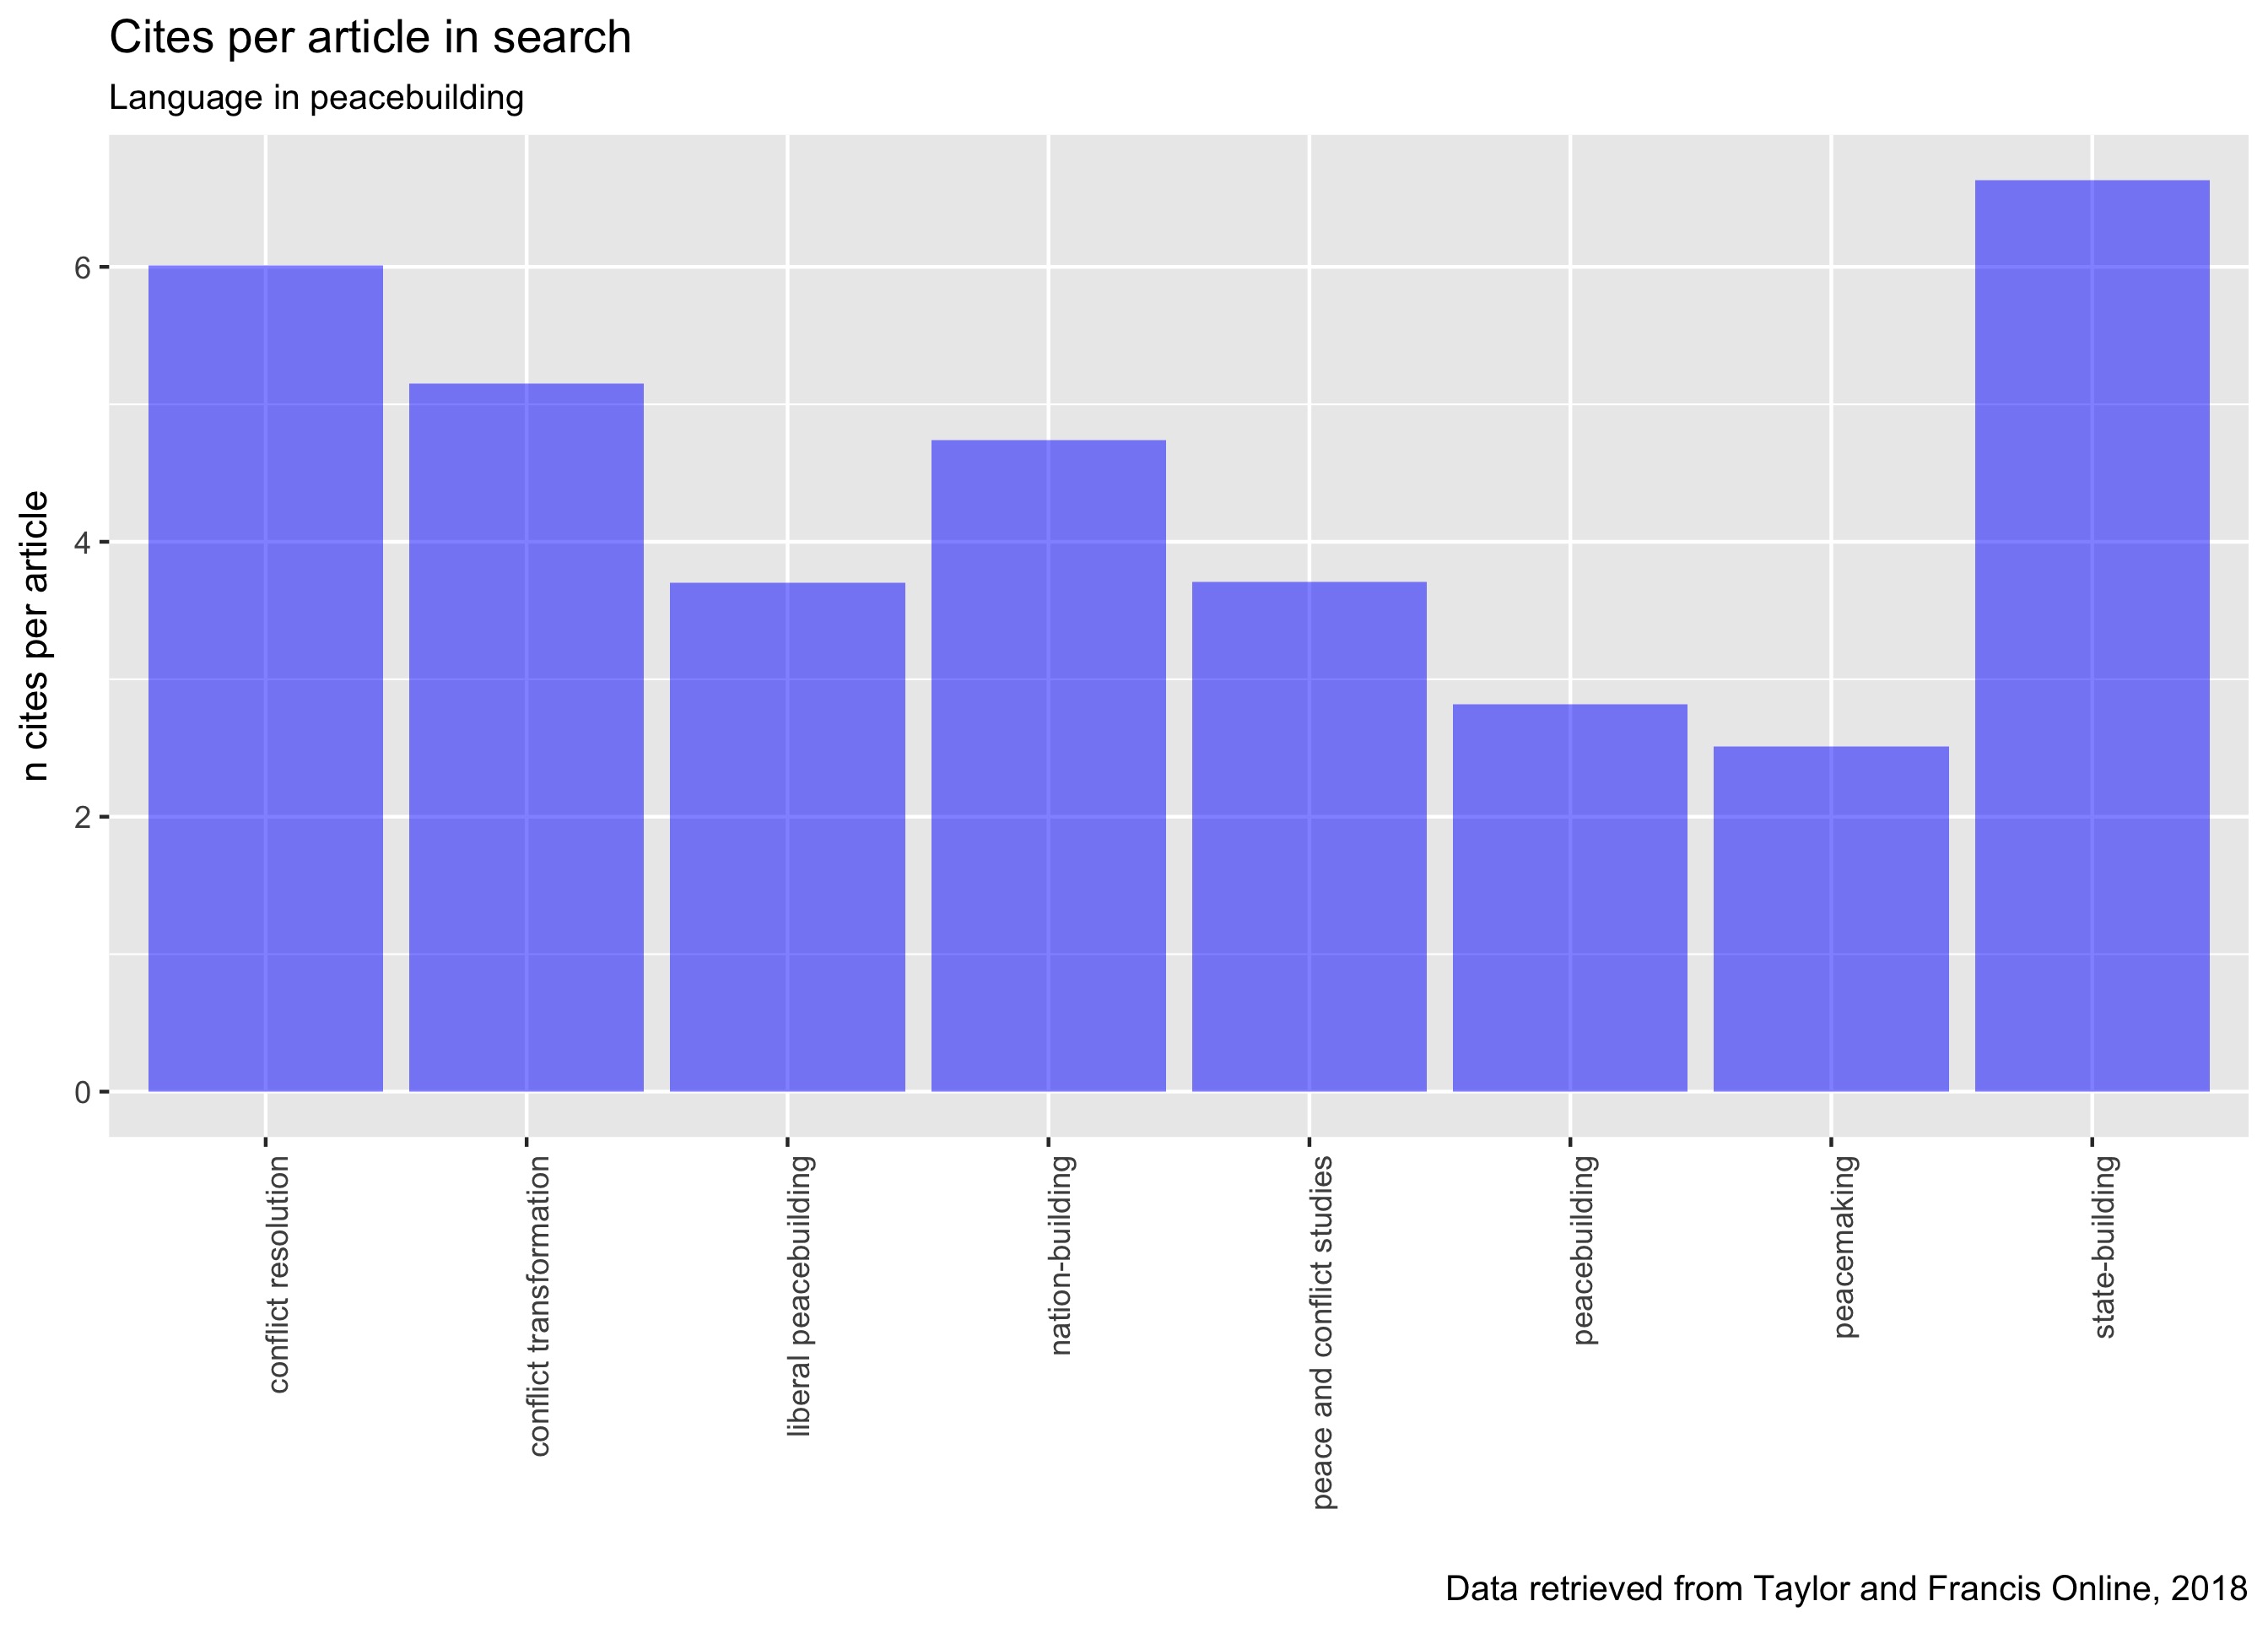 Cites per article in search
Language in peacebuilding
n cites per article
6
4
2
0
conflict resolution
conflict transformation
liberal peacebuilding
nation-building
peace and conflict studies
peacebuilding
peacemaking
state-building
Data retrieved from Taylor and Francis Online, 2018